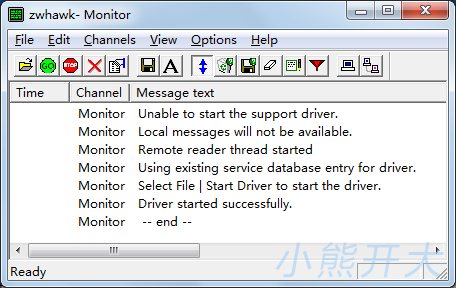 zwhawk- Monitor
File Edit Channels View Options Help
GO! STOP A
Time Channel Message text
Monitor Unable to start the support driver.
Monitor Local messages will not be available.
Monitor Remote reader thread started
Monitor Using existing service database entry for driver.
Monitor Select File | Start Driver to start the driver.
Monitor Driver started successfully.
Monitor -- end --
Ready
小熊开大